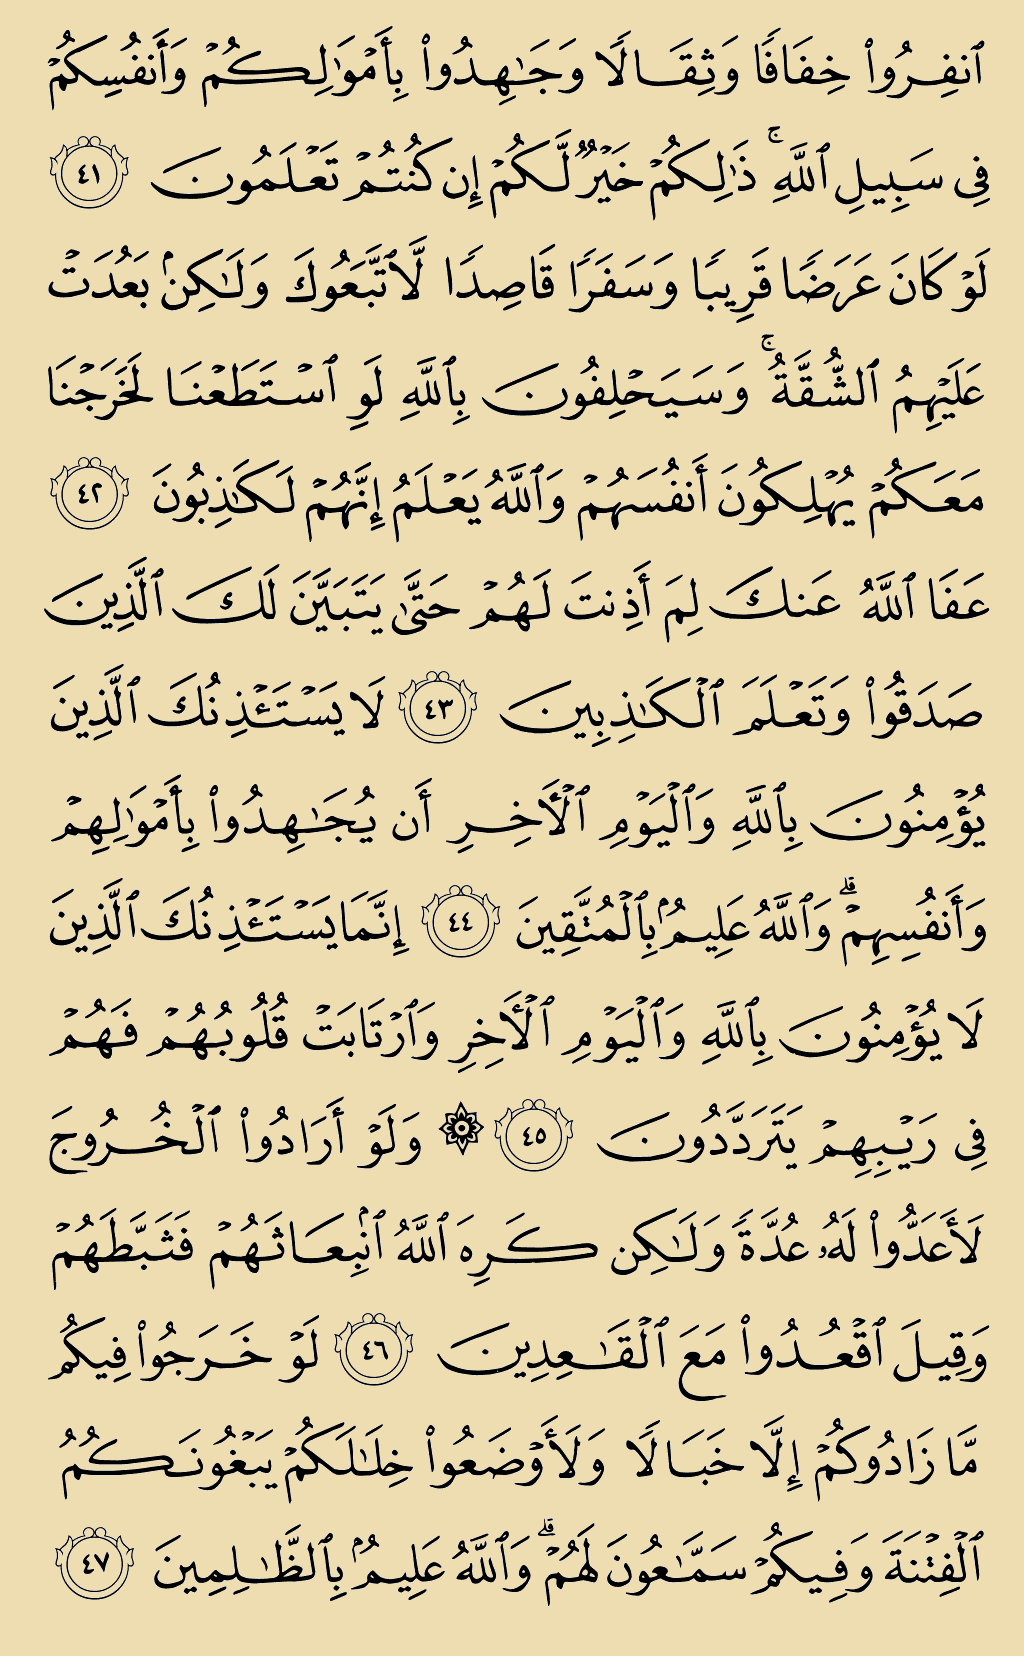 ٱنفِرُوا۟ خِفَافًا وَثِقَالًا وَجَٰهِدُوا۟ بِأَمْوَٰلِكُمْ وَأَنفُسِكُمْ
فِى سَبِيلِ ٱللَّهِ ۚ ذَٰلِكُمْ خَيْرٌ لَّكُمْ إِن كُنتُمْ تَعْلَمُونَ ٤١
لَوْ كَانَ عَرَضًا قَرِيبًا وَسَفَرًا قَاصِدًا لَّٱتَّبَعُوكَ وَلَٰكِنۢ بَعُدَتْ
عَلَيْهِمُ ٱلشُّقَّةُ ۚ وَسَيَحْلِفُونَ بِٱللَّهِ لَوِ ٱسْتَطَعْنَا لَخَرَجْنَا
مَعَكُمْ يُهْلِكُونَ أَنفُسَهُمْ وَٱللَّهُ يَعْلَمُ إِنَّهُمْ لَكَٰذِبُونَ ٤٢
عَفَا ٱللَّهُ عَنكَ لِمَ أَذِنتَ لَهُمْ حَتَّىٰ يَتَبَيَّنَ لَكَ ٱلَّذِينَ
صَدَقُوا۟ وَتَعْلَمَ ٱلْكَٰذِبِينَ ٤٣ لَا يَسْتَـْٔذِنُكَ ٱلَّذِينَ
يُؤْمِنُونَ بِٱللَّهِ وَٱلْيَوْمِ ٱلْـَٔاخِرِ أَن يُجَٰهِدُوا۟ بِأَمْوَٰلِهِمْ
وَأَنفُسِهِمْ ۗ وَٱللَّهُ عَلِيمٌۢ بِٱلْمُتَّقِينَ ٤٤ إِنَّمَا يَسْتَـْٔذِنُكَ ٱلَّذِينَ
لَا يُؤْمِنُونَ بِٱللَّهِ وَٱلْيَوْمِ ٱلْـَٔاخِرِ وَٱرْتَابَتْ قُلُوبُهُمْ فَهُمْ
فِى رَيْبِهِمْ يَتَرَدَّدُونَ ٤٥ ۞ وَلَوْ أَرَادُوا۟ ٱلْخُرُوجَ
لَأَعَدُّوا۟ لَهُۥ عُدَّةً وَلَٰكِن كَرِهَ ٱللَّهُ ٱنۢبِعَاثَهُمْ فَثَبَّطَهُمْ
وَقِيلَ ٱقْعُدُوا۟ مَعَ ٱلْقَٰعِدِينَ ٤٦ لَوْ خَرَجُوا۟ فِيكُم
مَّا زَادُوكُمْ إِلَّا خَبَالًا وَلَأَوْضَعُوا۟ خِلَٰلَكُمْ يَبْغُونَكُمُ
ٱلْفِتْنَةَ وَفِيكُمْ سَمَّٰعُونَ لَهُمْ ۗ وَٱللَّهُ عَلِيمٌۢ بِٱلظَّٰلِمِينَ ٤٧